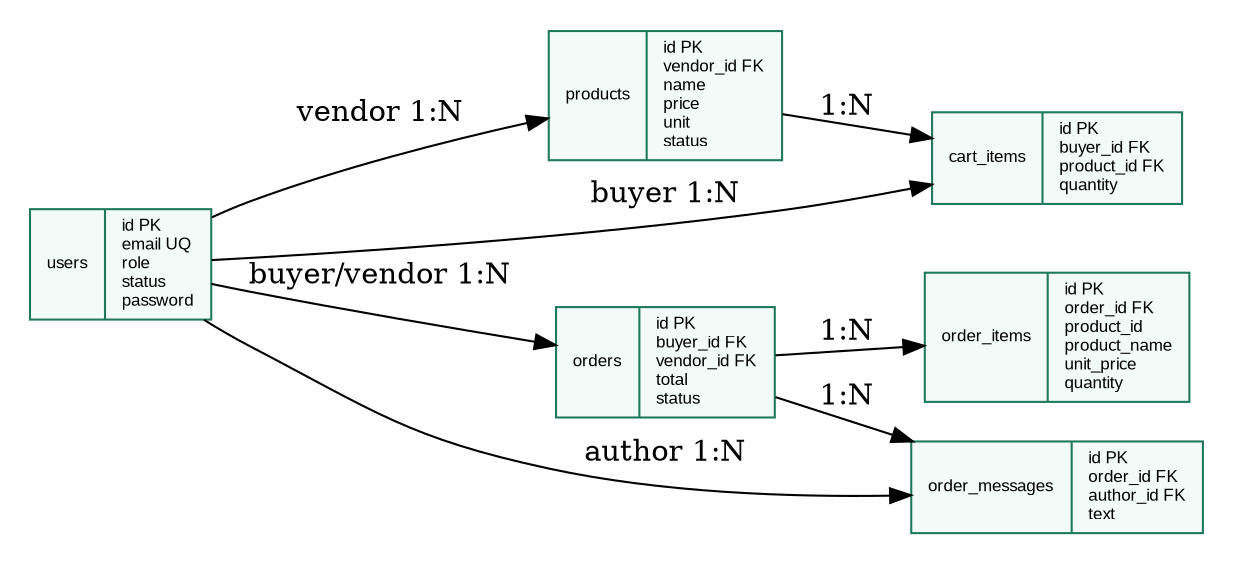 users
id PK
email UQ
role
status
password
vendor 1:N
buyer 1:N
buyer/vendor 1:N
author 1:N
products
id PK
vendor_id FK
name
price
unit
status
1:N
orders
id PK
buyer_id FK
vendor_id FK
total
status
1:N
1:N
cart_items
id PK
buyer_id FK
product_id FK
quantity
order_items
id PK
order_id FK
product_id
product_name
unit_price
quantity
order_messages
id PK
order_id FK
author_id FK
text